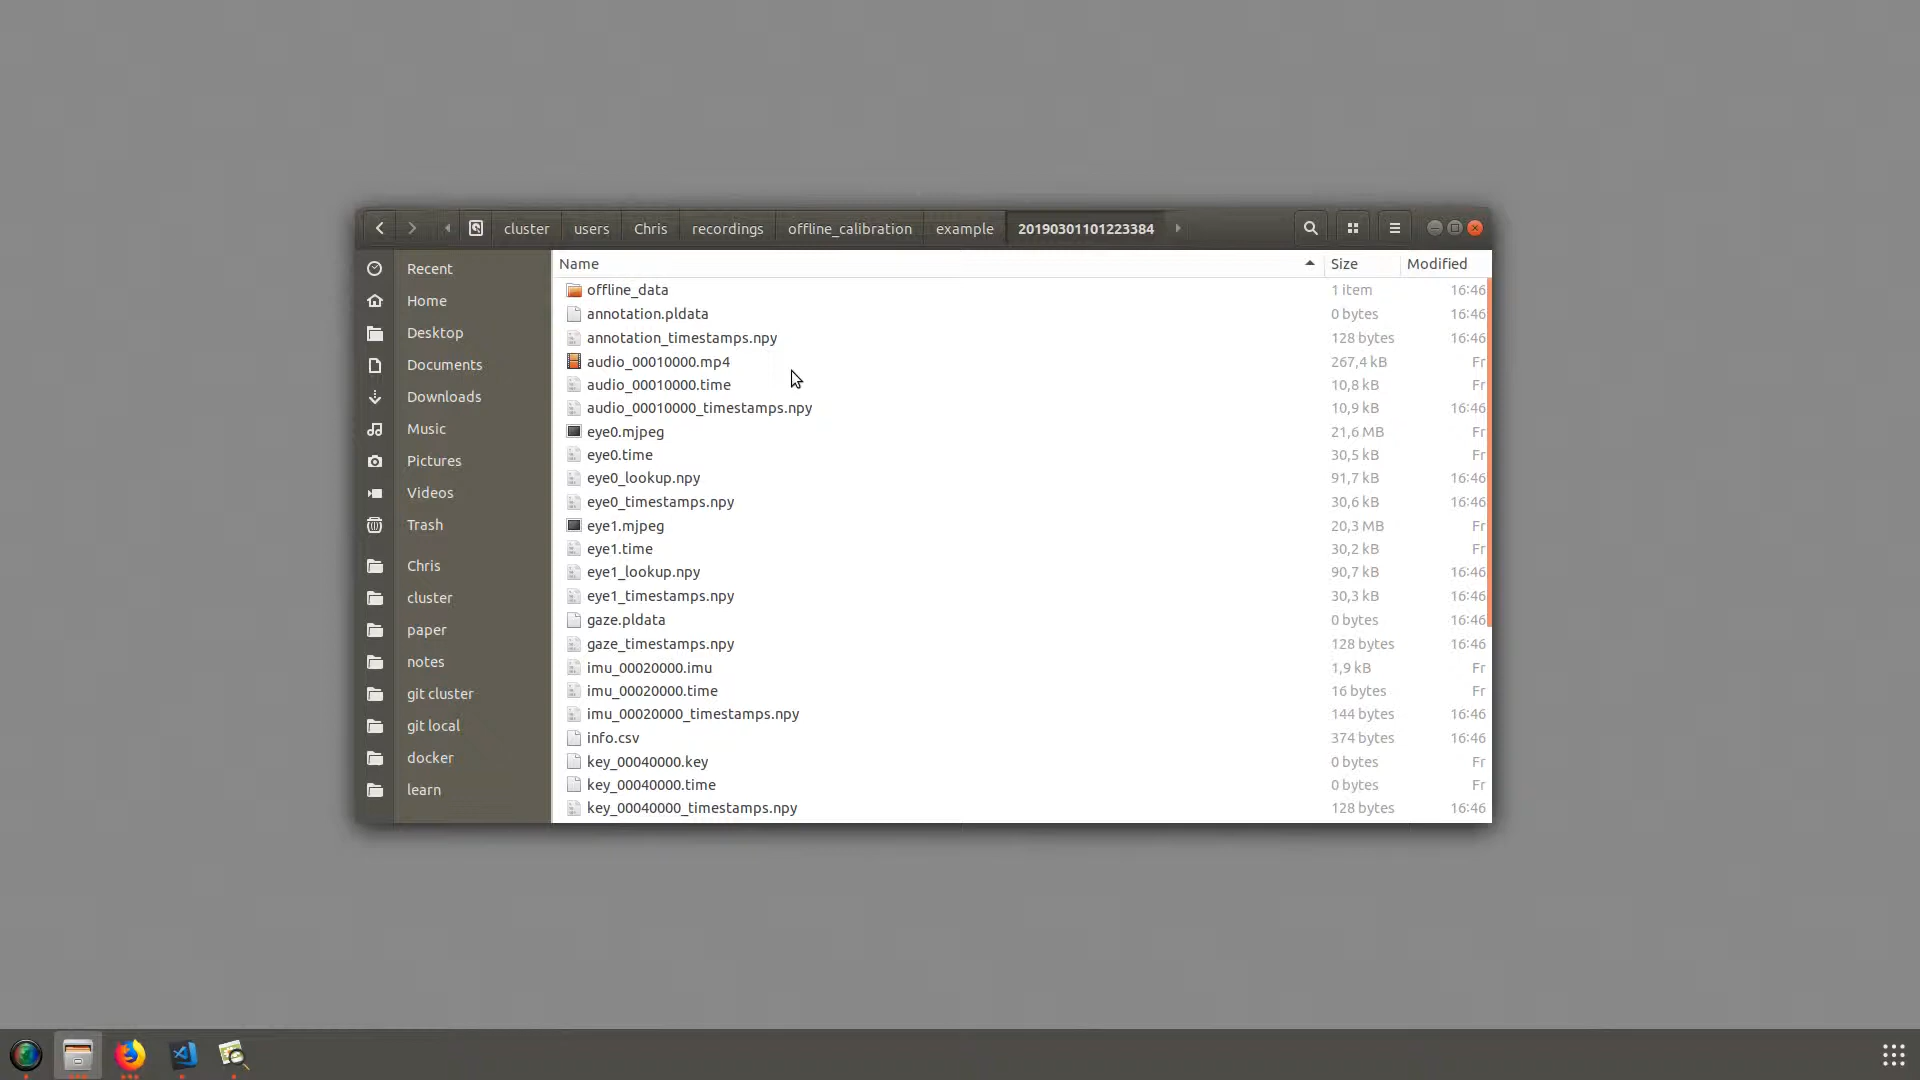 cluster users Chris recordings offline_calibration example 20190301101223384
Recent
Home
Desktop
Documents
Downloads
Music
Pictures
Videos
Trash
Chris
cluster
paper
notes
git cluster
git local
docker
learn
Name Size Modified
offline_data 1 item 16:46
annotation.pldata 0 bytes 16:46
annotation_timestamps.npy 128 bytes 16:46
audio_00010000.mp4 267,4 kB Fr
audio_00010000.time 10,8 kB Fr
audio_00010000_timestamps.npy 10,9 kB 16:46
eye0.mjpeg 21,6 MB Fr
eye0.time 30,5 kB Fr
eye0_lookup.npy 91,7 kB 16:46
eye0_timestamps.npy 30,6 kB 16:46
eye1.mjpeg 20,3 MB Fr
eye1.time 30,2 kB Fr
eye1_lookup.npy 90,7 kB 16:46
eye1_timestamps.npy 30,3 kB 16:46
gaze.pldata 0 bytes 16:46
gaze_timestamps.npy 128 bytes 16:46
imu_00020000.imu 1,9 kB Fr
imu_00020000.time 16 bytes Fr
imu_00020000_timestamps.npy 144 bytes 16:46
info.csv 374 bytes 16:46
key_00040000.key 0 bytes Fr
key_00040000.time 0 bytes Fr
key_00040000_timestamps.npy 128 bytes 16:46